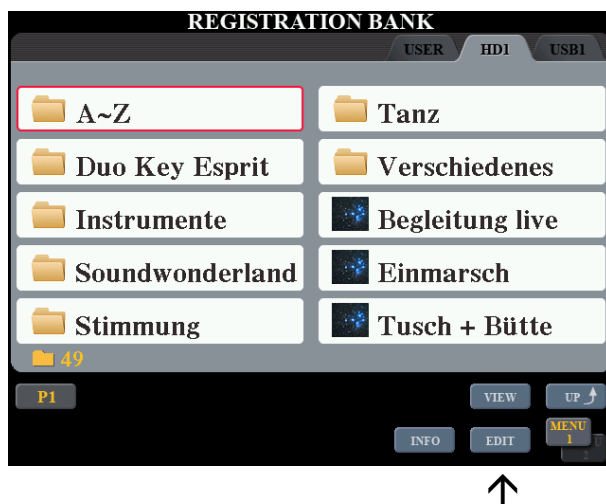 REGISTRATION BANK
USER HD1 USB1
A~Z
Tanz
Duo Key Esprit
Verschiedenes
Instrumente
Begleitung live
Soundwonderland
Einmarsch
Stimmung
Tusch + Bütte
49
P1
VIEW
UP
INFO
EDIT
MENU
1